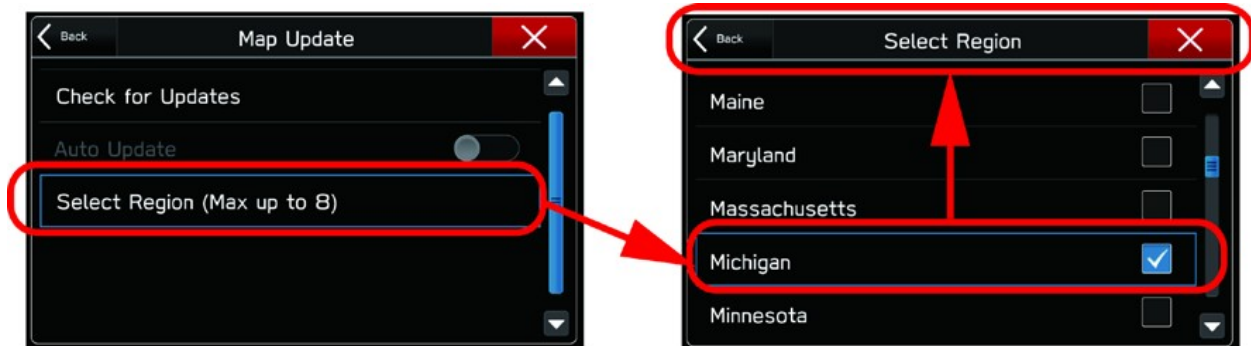 Back Map Update
Check for Updates
Auto Update
Select Region (Max up to 8)
Back Select Region
Maine
Maryland
Massachusetts
Michigan
Minnesota